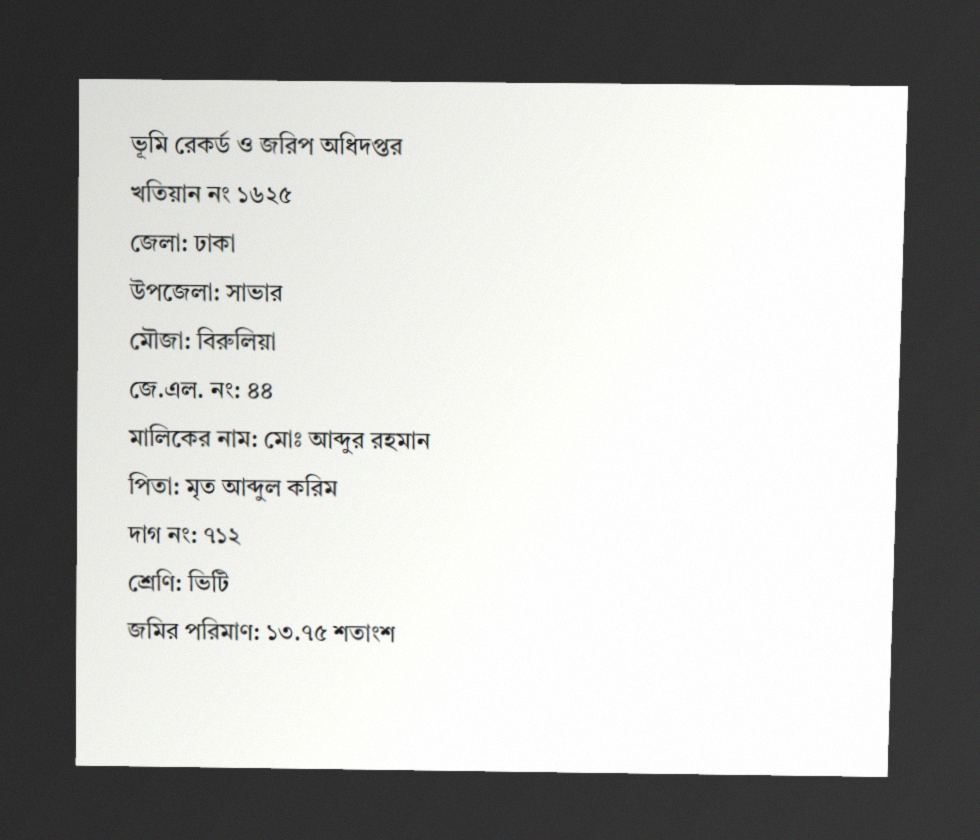 ভূমি রেকর্ড ও জরিপ অধিদপ্তর
খতিয়ান নং ১৬২৫
জেলা: ঢাকা
উপজেলা: সাভার
মৌজা: বিরুলিয়া
জে.এল. নং: ৪৪
মালিকের নাম: মোঃ আব্দুর রহমান
পিতা: মৃত আব্দুল করিম
দাগ নং: ৭১২
শ্রেণি: ভিটি
জমির পরিমাণ: ১৩.৭৫ শতাংশ